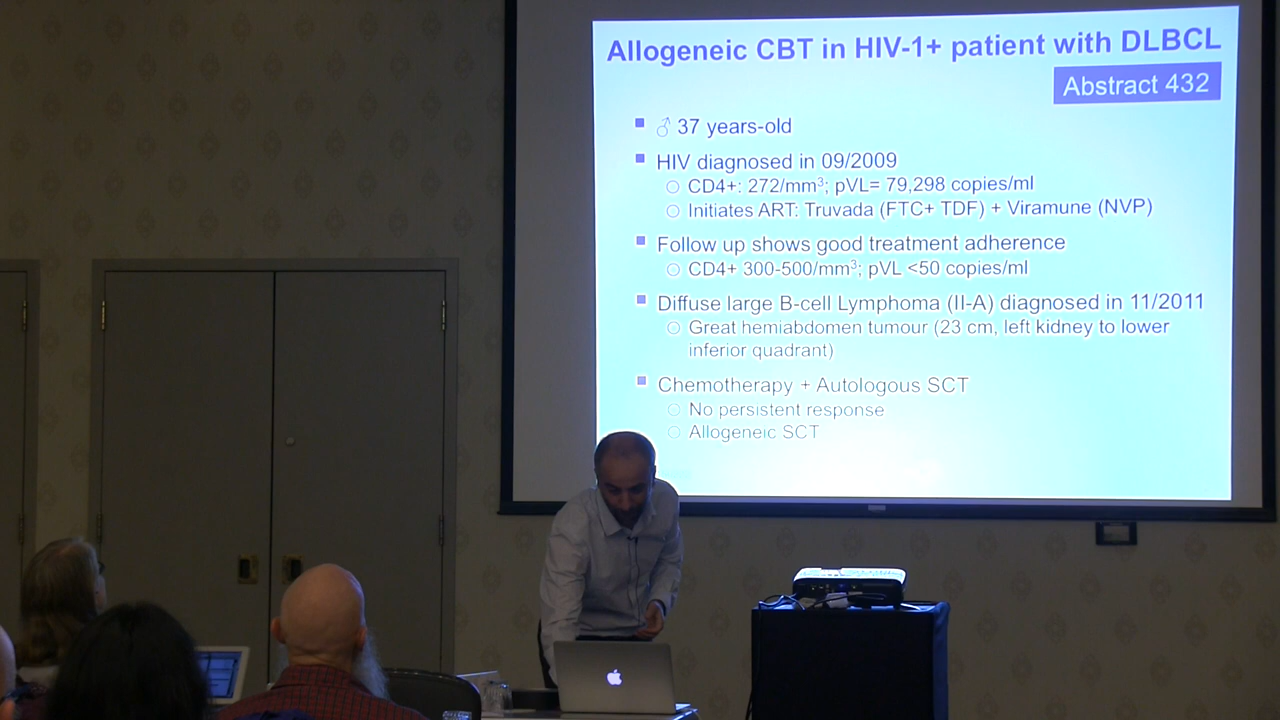 Allogeneic CBT in HIV-1+ patient with DLBCL
Abstract 432
♂ 37 years-old
HIV diagnosed in 09/2009
CD4+: 272/mm³; pVL= 79,298 copies/ml
Initiates ART: Truvada (FTC+ TDF) + Viramune (NVP)
Follow up shows good treatment adherence
CD4+ 300-500/mm³; pVL <50 copies/ml
Diffuse large B-cell Lymphoma (II-A) diagnosed in 11/2011
Great hemiabdomen tumour (23 cm, left kidney to lower
inferior quadrant)
Chemotherapy + Autologous SCT
No persistent response
Allogeneic SCT